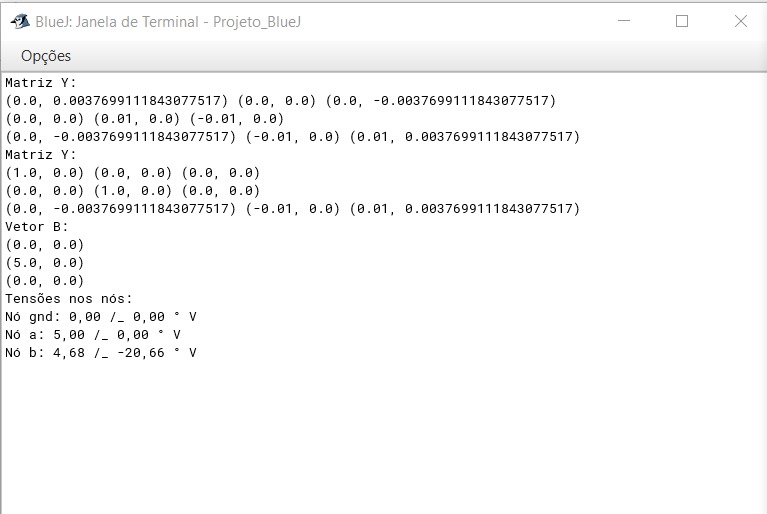 BlueJ: Janela de Terminal - Projeto_BlueJ
Opções
Matriz Y:
(0.0, 0.0037699111843077517) (0.0, 0.0) (0.0, -0.0037699111843077517)
(0.0, 0.0) (0.01, 0.0) (-0.01, 0.0)
(0.0, -0.0037699111843077517) (-0.01, 0.0) (0.01, 0.0037699111843077517)
Matriz Y:
(1.0, 0.0) (0.0, 0.0) (0.0, 0.0)
(0.0, 0.0) (1.0, 0.0) (0.0, 0.0)
(0.0, -0.0037699111843077517) (-0.01, 0.0) (0.01, 0.0037699111843077517)
Vetor B:
(0.0, 0.0)
(5.0, 0.0)
(0.0, 0.0)
Tensões nos nós:
Nó gnd: 0,00 /_ 0,00 ° V
Nó a: 5,00 /_ 0,00 ° V
Nó b: 4,68 /_ -20,66 ° V